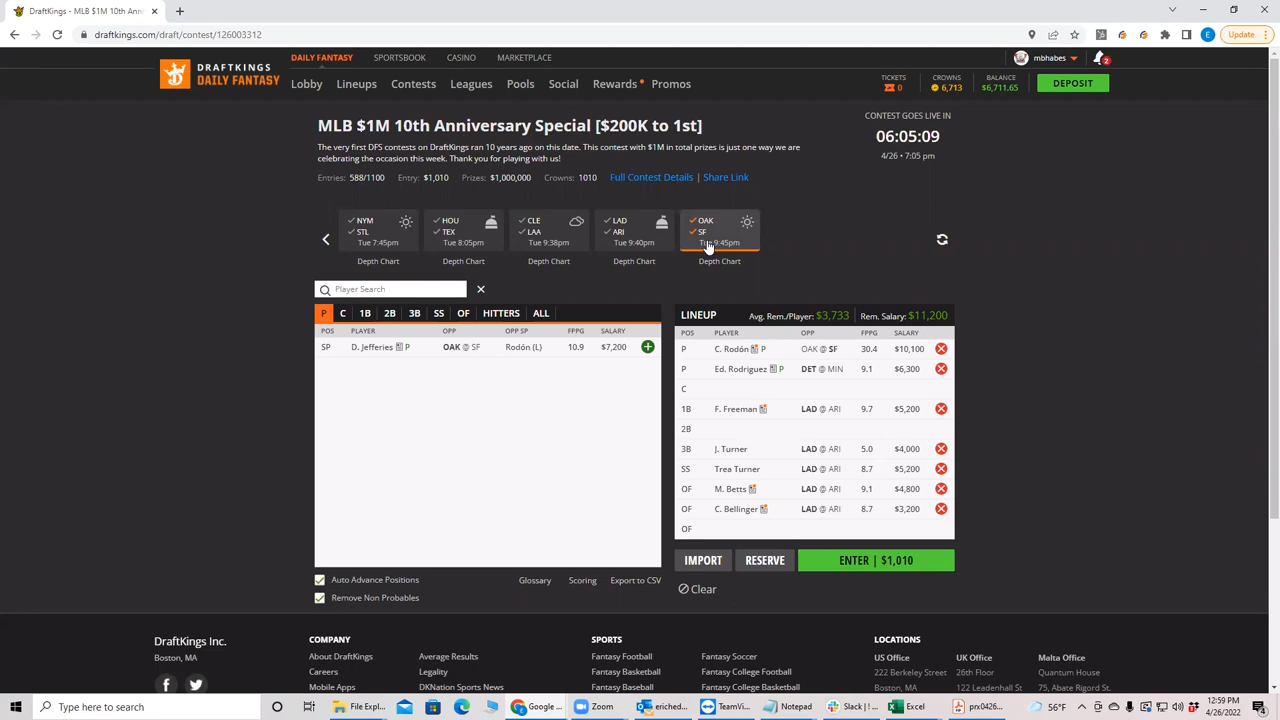 DraftKings - MLB $1M 10th Ann
draftkings.com/draft/contest/126003312
E
Update
DRAFTKINGS
DAILY FANTASY
DAILY FANTASY SPORTSBOOK CASINO MARKETPLACE
mbhabes
2
Lobby Lineups Contests Leagues Pools Social Rewards Promos
TICKETS CROWNS BALANCE
0 6,713 $6,711.65
DEPOSIT
MLB $1M 10th Anniversary Special [$200K to 1st]
The very first DFS contests on DraftKings ran 10 years ago on this date. This contest with $1M in total prizes is just one way we are
celebrating the occasion this week. Thank you for playing with us!
Entries: 588/1100 Entry: $1,010 Prizes: $1,000,000 Crowns: 1010 Full Contest Details | Share Link
CONTEST GOES LIVE IN
06:05:09
4/26 • 7:05 pm
NYM HOU CLE LAD OAK
STL TEX LAA ARI SF
Tue 7:45pm Tue 8:05pm Tue 9:38pm Tue 9:40pm Tue 9:45pm
Depth Chart Depth Chart Depth Chart Depth Chart Depth Chart
Player Search
P C 1B 2B 3B SS OF HITTERS ALL
POS PLAYER OPP OPP SP FPPG SALARY
SP D. Jefferies P OAK @ SF Rodón (L) 10.9 $7,200
Auto Advance Positions
Remove Non Probables
Glossary Scoring Export to CSV
LINEUP Avg. Rem./Player: $3,733 Rem. Salary: $11,200
POS PLAYER OPP FPPG SALARY
P C. Rodón P OAK @ SF 30.4 $10,100
P Ed. Rodriguez P DET @ MIN 9.1 $6,300
C
1B F. Freeman LAD @ ARI 9.7 $5,200
2B
3B J. Turner LAD @ ARI 5.0 $4,000
SS Trea Turner LAD @ ARI 8.7 $5,200
OF M. Betts LAD @ ARI 9.1 $4,800
OF C. Bellinger LAD @ ARI 8.7 $3,200
OF
IMPORT RESERVE ENTER | $1,010
Clear
DraftKings Inc.
Boston, MA
COMPANY
About DraftKings Average Results
Careers Legality
Mobile Apps DKNation Sports News
SPORTS
Fantasy Football Fantasy Soccer
Fantasy Basketball Fantasy College Football
Fantasy Baseball Fantasy College Basketball
LOCATIONS
US Office UK Office Malta Office
222 Berkeley Street 26th Floor Quantum House
Boston, MA 122 Leadenhall St 75, Abate Rigord St.
Type here to search
File Expl... Google ... Zoom eriched... TeamVi... Notepad Slack | !... Excel prx0426... 56°F
12:59 PM
4/26/2022